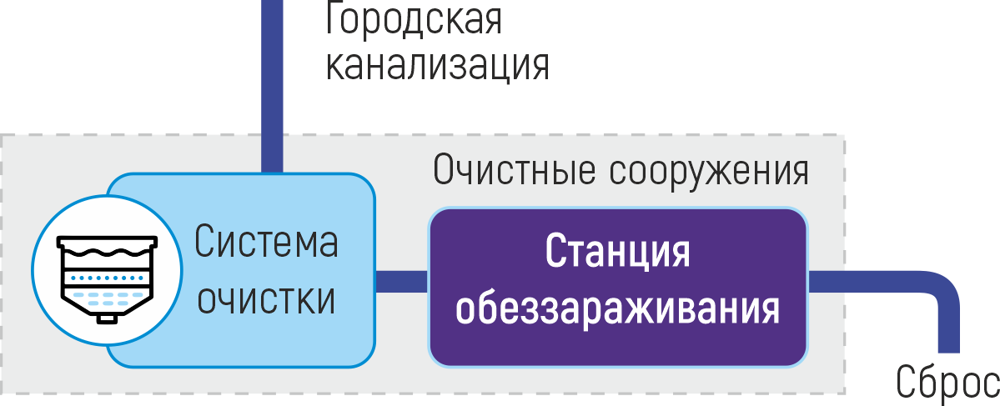 Городская
канализация
Очистные сооружения
Система
очистки
Станция
обеззараживания
Сброс